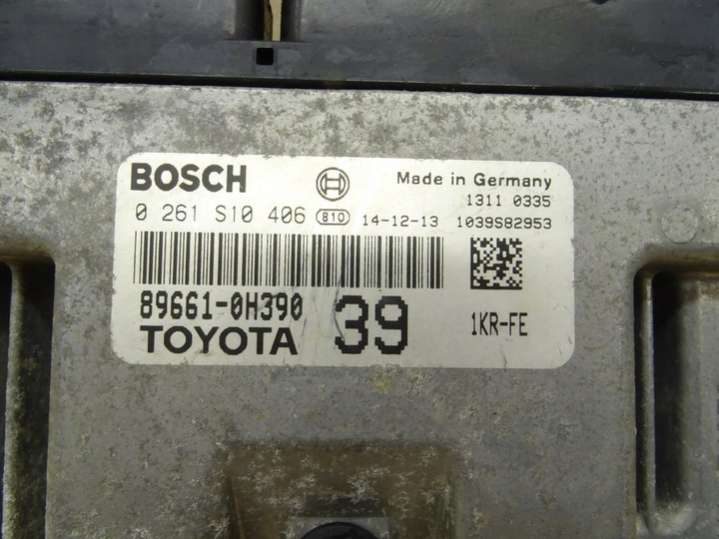 BOSCH Made in Germany
1311 0335
0 261 S10 406 810 14-12-13 1039S82953
89661-0H390
TOYOTA 39 1KR-FE